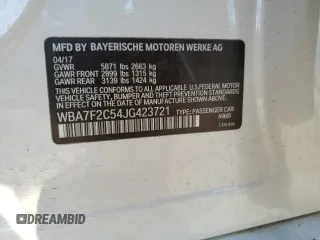 MFD BY BAYERISCHE MOTOREN WERKE AG
04/17
GVWR 5871 lbs 2663 kg
GAWR FRONT 2899 lbs 1315 kg
GAWR REAR 3139 lbs 1424 kg
THIS VEHICLE CONFORMS TO ALL APPLICABLE U.S. FEDERAL MOTOR
VEHICLE SAFETY, BUMPER, AND THEFT PREVENTION STANDARDS
IN EFFECT ON THE DATE OF MANUFACTURE SHOWN ABOVE.
WBA7F2C54JG423721 TYPE: PASSENGER CAR
A96/0
DREAMBID